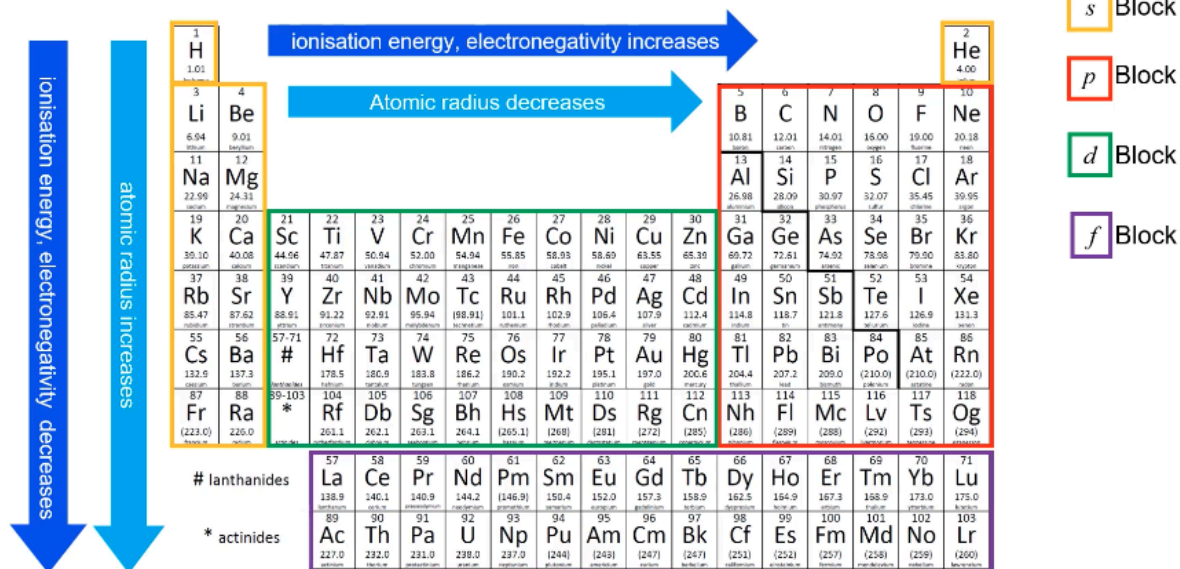 s Block
1 2
H ionisation energy, electronegativity increases He
1.01 4.00
p Block
3 4 Atomic radius decreases 5 6 7 8 9 10
Li Be B C N O F Ne
6.94 9.01 10.81 12.01 14.01 16.00 19.00 20.18
d Block
11 12 13 14 15 16 17 18
Na Mg Al Si P S Cl Ar
22.99 24.31 26.98 28.09 30.97 32.07 35.45 39.95
f Block
19 20 21 22 23 24 25 26 27 28 29 30 31 32 33 34 35 36
K Ca Sc Ti V Cr Mn Fe Co Ni Cu Zn Ga Ge As Se Br Kr
39.10 40.08 44.96 47.87 50.94 52.00 54.94 55.85 58.93 58.69 63.55 65.39 69.72 72.61 74.92 78.98 79.90 83.80
37 38 39 40 41 42 43 44 45 46 47 48 49 50 51 52 53 54
Rb Sr Y Zr Nb Mo Tc Ru Rh Pd Ag Cd In Sn Sb Te I Xe
85.47 87.62 88.91 91.22 92.91 95.94 (98.91) 101.1 102.9 106.4 107.9 112.4 114.8 118.7 121.8 127.6 126.9 131.3
55 56 57-71 72 73 74 75 76 77 78 79 80 81 82 83 84 85 86
Cs Ba # Hf Ta W Re Os Ir Pt Au Hg Tl Pb Bi Po At Rn
132.9 137.3 178.5 180.9 183.8 186.2 190.2 192.2 195.1 197.0 200.6 204.4 207.2 209.0 (210.0) (210.0) (222.0)
87 88 89-103 104 105 106 107 108 109 110 111 112 113 114 115 116 117 118
Fr Ra * Rf Db Sg Bh Hs Mt Ds Rg Cn Nh Fl Mc Lv Ts Og
(223.0) 226.0 261.1 262.1 263.1 264.1 (265.1) (268) (281) (272) (285) (286) (289) (288) (292) (293) (294)
57 58 59 60 61 62 63 64 65 66 67 68 69 70 71
# lanthanides La Ce Pr Nd Pm Sm Eu Gd Tb Dy Ho Er Tm Yb Lu
138.9 140.1 140.9 144.2 (146.9) 150.4 152.0 157.3 158.9 162.5 164.9 167.3 168.9 173.0 175.0
89 90 91 92 93 94 95 96 97 98 99 100 101 102 103
* actinides Ac Th Pa U Np Pu Am Cm Bk Cf Es Fm Md No Lr
227.0 232.0 231.0 238.0 237.0 (244) (243) (247) (247) (251) (252) (257) (258) (259) (260)
ionisation energy, electronegativity decreases
atomic radius increases